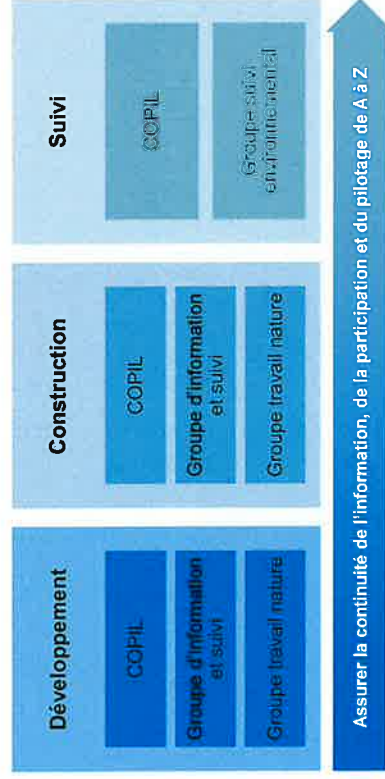 Développement
COPIL
Groupe d'information
et suivi
Groupe travail nature
Construction
COPIL
Groupe d'information
et suivi
Groupe travail nature
Suivi
COPIL
Groupe suivi
environnemental
Assurer la continuité de l'information, de la participation et du pilotage de A à Z